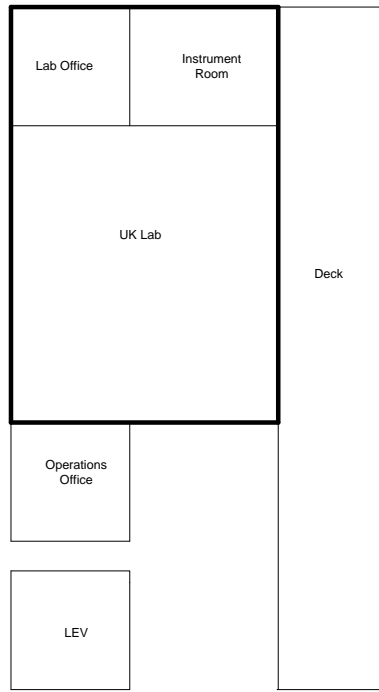 Lab Office
Instrument
Room
UK Lab
Deck
Operations
Office
LEV